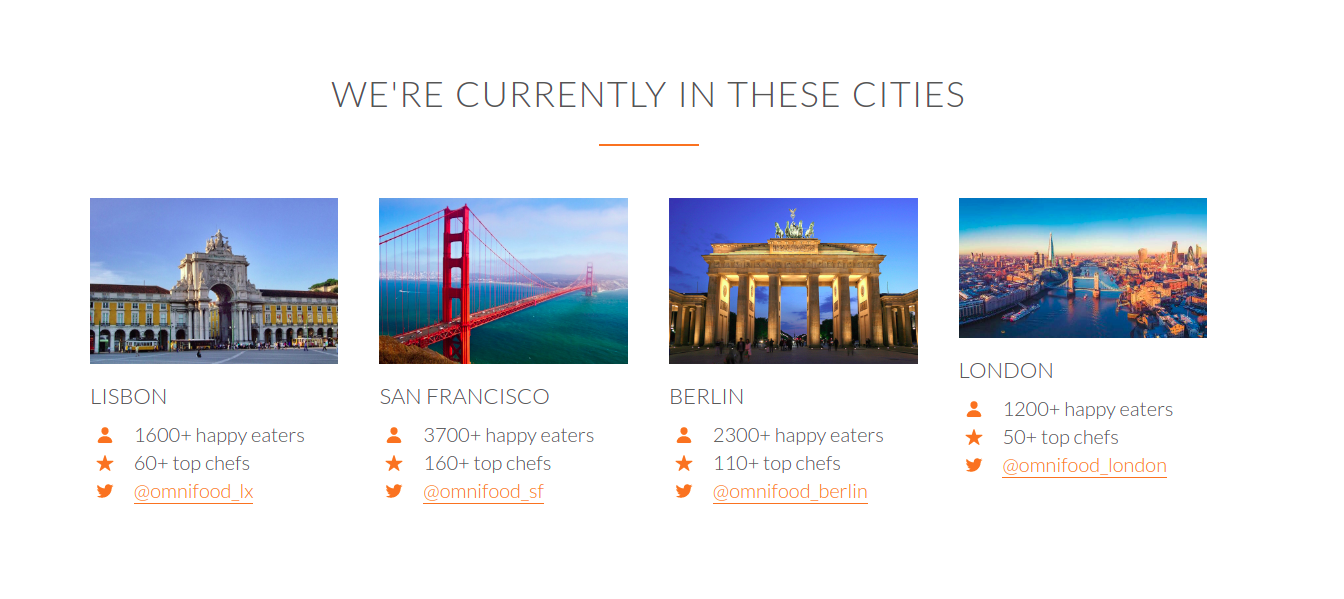 WE'RE CURRENTLY IN THESE CITIES
LISBON
1600+ happy eaters
60+ top chefs
@omnifood_lx
SAN FRANCISCO
3700+ happy eaters
160+ top chefs
@omnifood_sf
BERLIN
2300+ happy eaters
110+ top chefs
@omnifood_berlin
LONDON
1200+ happy eaters
50+ top chefs
@omnifood_london